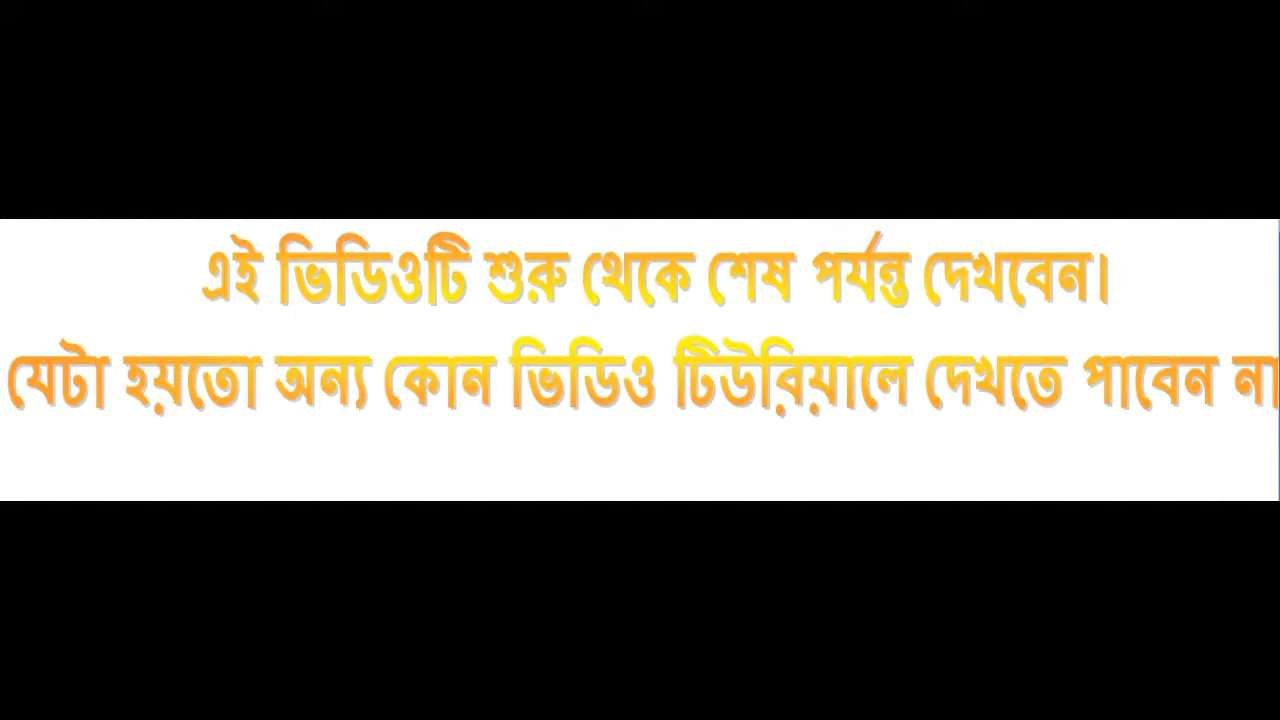 এই ভিডিওটি শুরু থেকে শেষ পর্যন্ত দেখবেন।
যেটা হয়তো অন্য কোন ভিডিও টিউরিয়ালে দেখতে পাবেন না